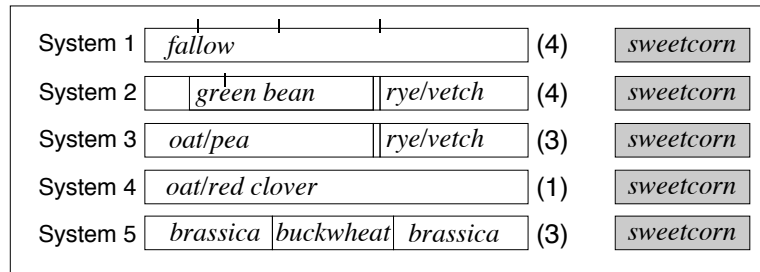 System 1 fallow (4) sweetcorn
System 2 green bean rye/vetch (4) sweetcorn
System 3 oat/pea rye/vetch (3) sweetcorn
System 4 oat/red clover (1) sweetcorn
System 5 brassica buckwheat brassica (3) sweetcorn